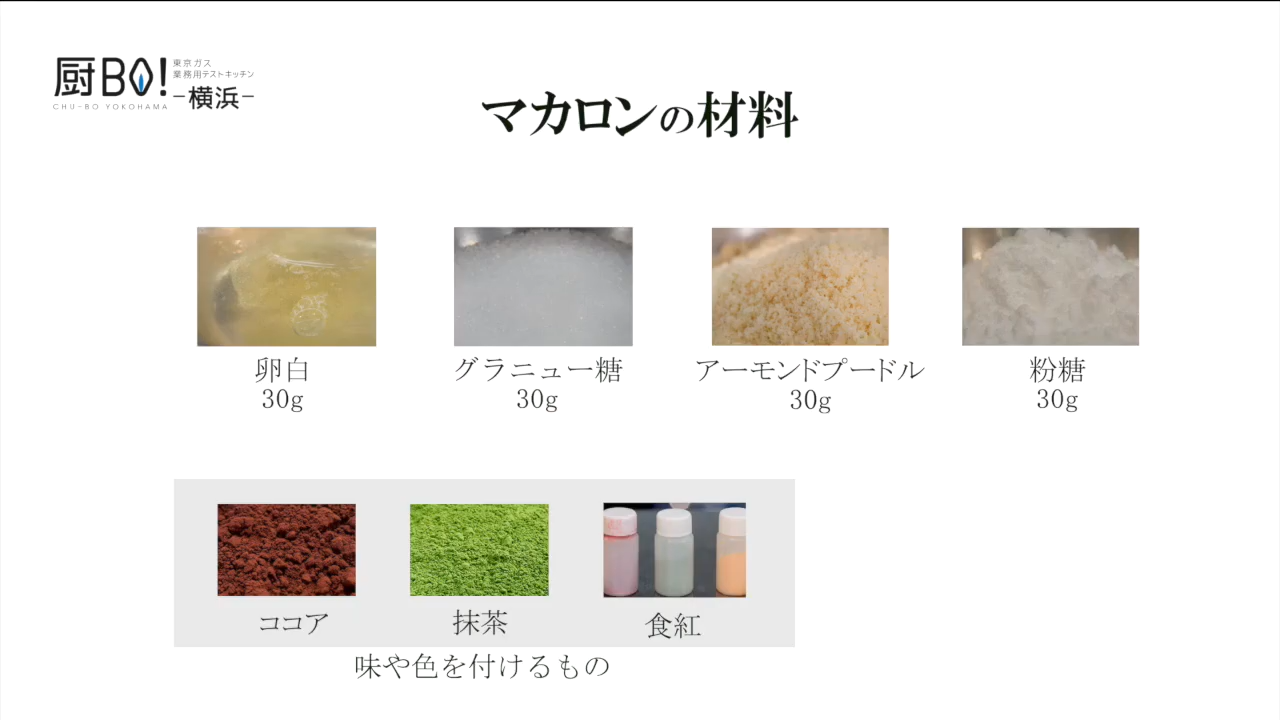 厨BO!
CHU-BO YOKOHAMA
東京ガス
業務用テストキッチン
-横浜-
マカロンの材料
卵白
30g
グラニュー糖
30g
アーモンドプードル
30g
粉糖
30g
ココア
抹茶
食紅
味や色を付けるもの